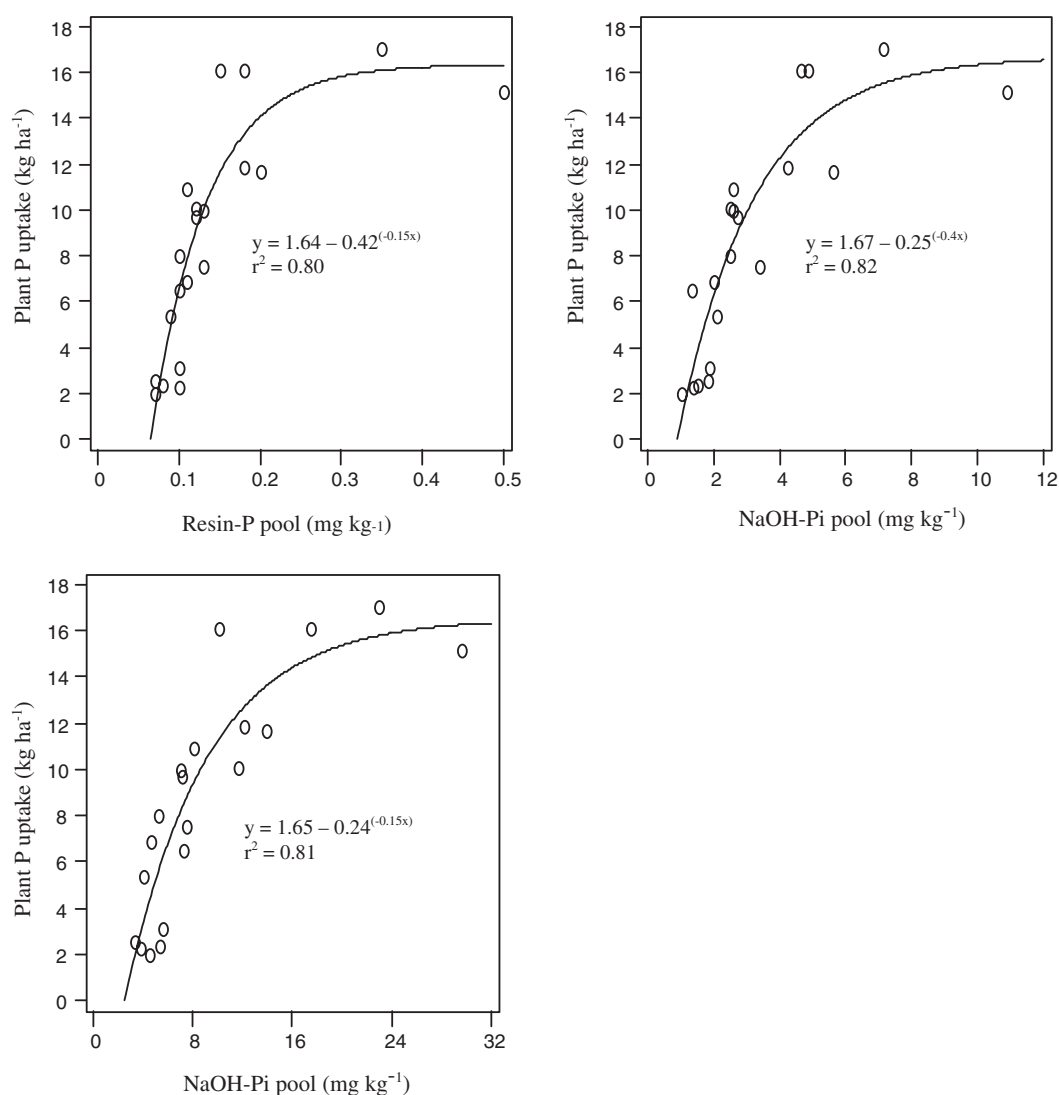 18
16
14
12
10
8
6
4
2
0
Plant P uptake (kg ha-1)
y = 1.64 – 0.42(-0.15x)
r2 = 0.80
0 0.1 0.2 0.3 0.4 0.5
Resin-P pool (mg kg-1)
18
16
14
12
10
8
6
4
2
0
Plant P uptake (kg ha-1)
y = 1.67 – 0.25(-0.4x)
r2 = 0.82
0 2 4 6 8 10 12
NaOH-Pi pool (mg kg-1)
18
16
14
12
10
8
6
4
2
0
Plant P uptake (kg ha-1)
y = 1.65 – 0.24(-0.15x)
r2 = 0.81
0 8 16 24 32
NaOH-Pi pool (mg kg-1)